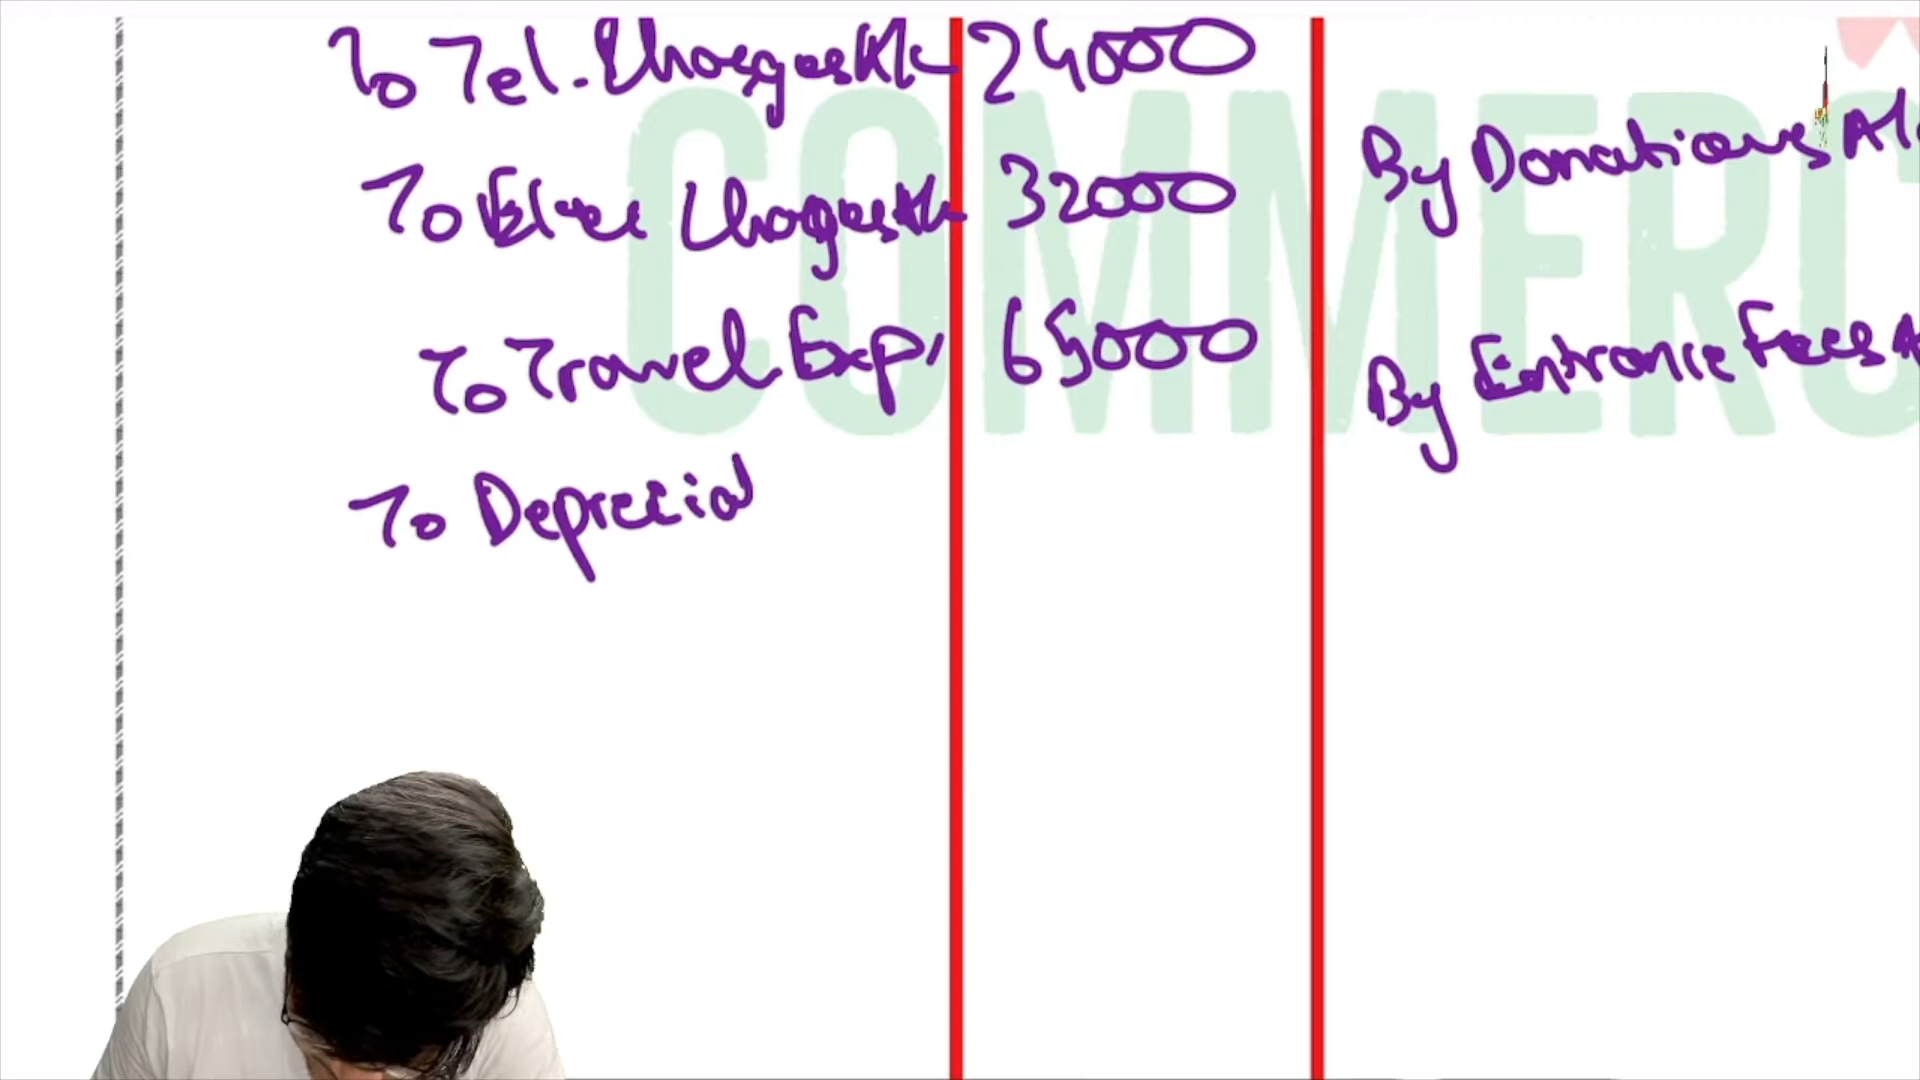 To Tel. Charges A/c 24000
To Elec Charges A/c 32000
To Travel Exp. 65000
To Depreciat
By Donations A/c
By Entrance Fees A
COMMERC